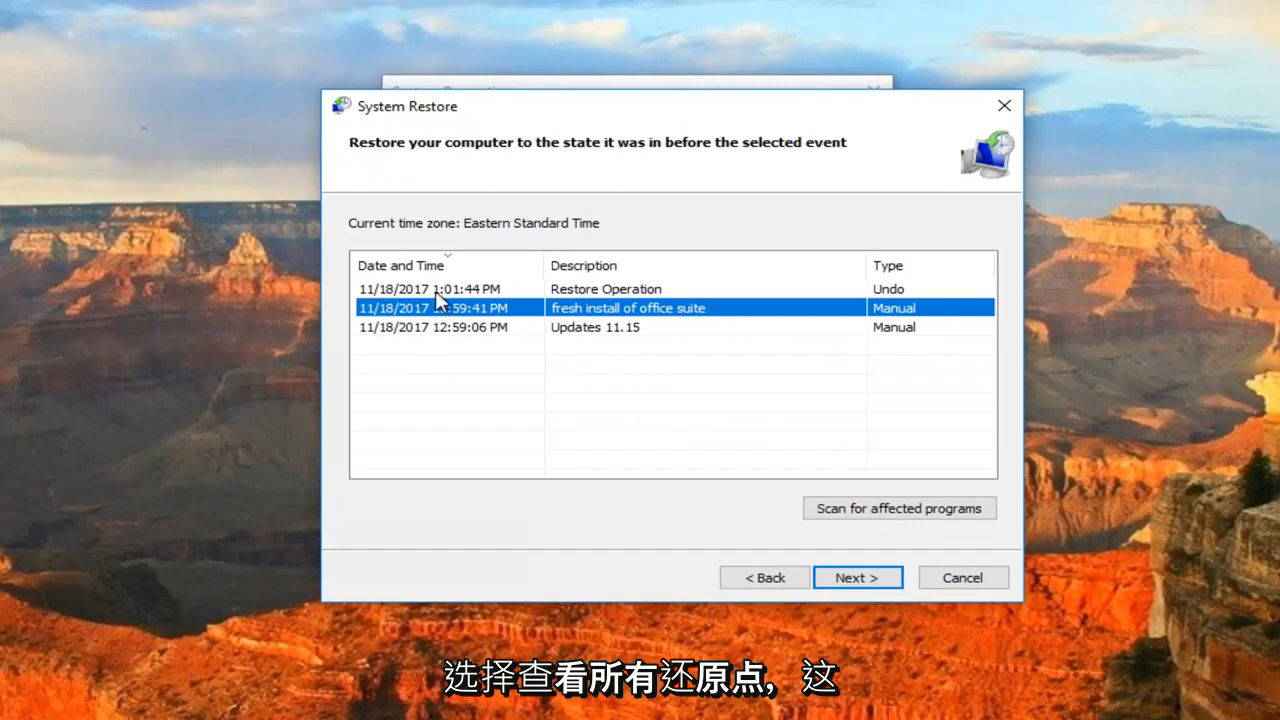 System Restore
Restore your computer to the state it was in before the selected event
Current time zone: Eastern Standard Time
Date and Time Description Type
11/18/2017 1:01:44 PM Restore Operation Undo
11/18/2017 :59:41 PM fresh install of office suite Manual
11/18/2017 12:59:06 PM Updates 11.15 Manual
Scan for affected programs
< Back Next > Cancel
选择查看所有还原点, 这